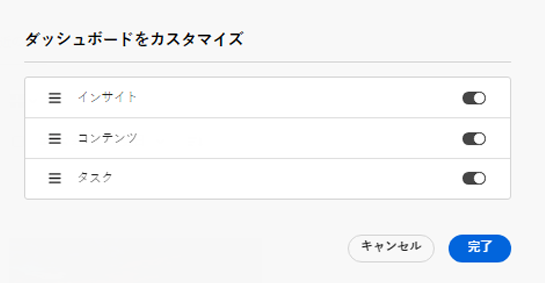 ダッシュボードをカスタマイズ
インサイト
コンテンツ
タスク
キャンセル
完了